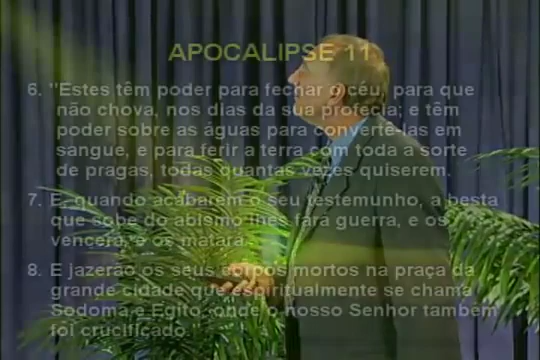 APOCALIPSE 11
6. "Estes têm poder para fechar o céu, para que
não chova, nos dias da sua profecia; e têm
poder sobre as águas para convertê-las em
sangue, e para ferir a terra com toda a sorte
de pragas, todas quantas vezes quiserem.
7. E quando acabarem o seu testemunho, a besta
que sobe do abismo lhes fará guerra, e os
vencerá, e os matará.
8. E jazerão os seus corpos mortos na praça da
grande cidade que espiritualmente se chama
Sodoma e Egito, onde o nosso Senhor também
foi crucificado."